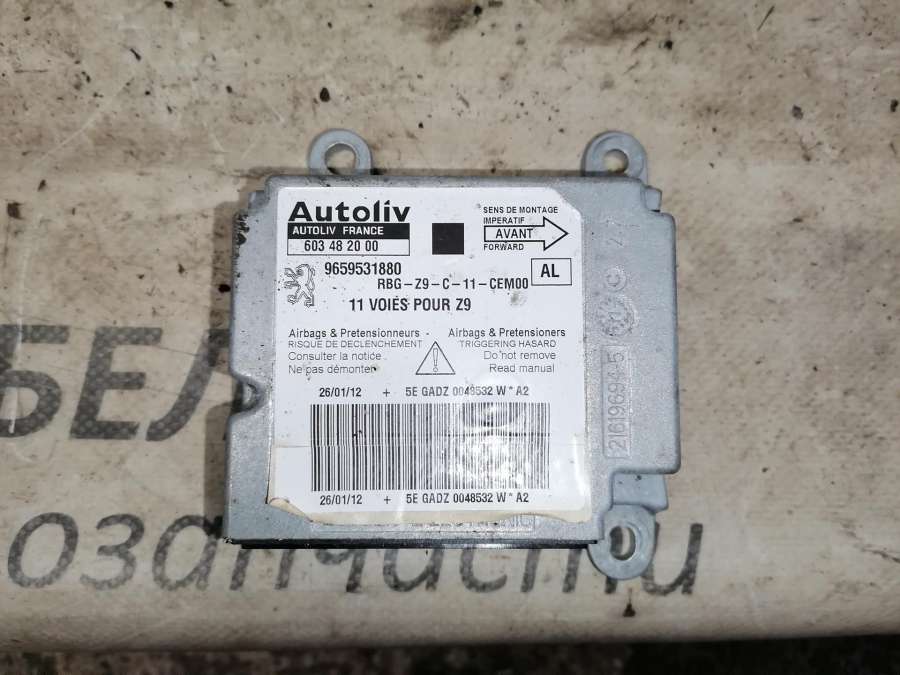 Autoliv
AUTOLIV FRANCE
603 48 20 00
SENS DE MONTAGE
IMPERATIF
AVANT
FORWARD
9659531880
AL
RBG-Z9-C-11-CEM00
11 VOIES POUR Z9
Airbags & Pretensionneurs - Airbags & Pretensioners
RISQUE DE DECLENCHEMENT TRIGGERING HAZARD
Consulter la notice Do not remove
Ne pas démonter Read manual
26/01/12 + 5E GADZ 0048532 W * A2
26/01/12 + 5E GADZ 0048532 W * A2
БЕЛ
озапчасти